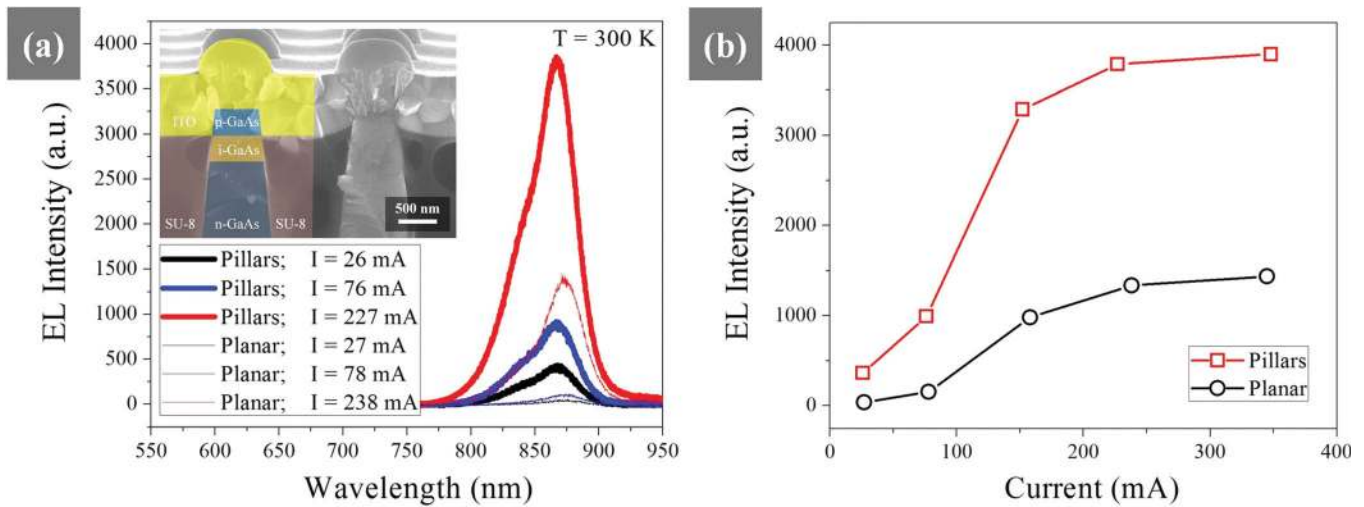 (a)
EL Intensity (a.u.)
4000
3500
3000
2500
2000
1500
1000
500
0
T = 300 K
ITO
p-GaAs
i-GaAs
SU-8
n-GaAs
SU-8
500 nm
Pillars; I = 26 mA
Pillars; I = 76 mA
Pillars; I = 227 mA
Planar; I = 27 mA
Planar; I = 78 mA
Planar; I = 238 mA
550 600 650 700 750 800 850 900 950
Wavelength (nm)
(b)
EL Intensity (a.u.)
4000
3000
2000
1000
0
Pillars
Planar
0 100 200 300 400
Current (mA)